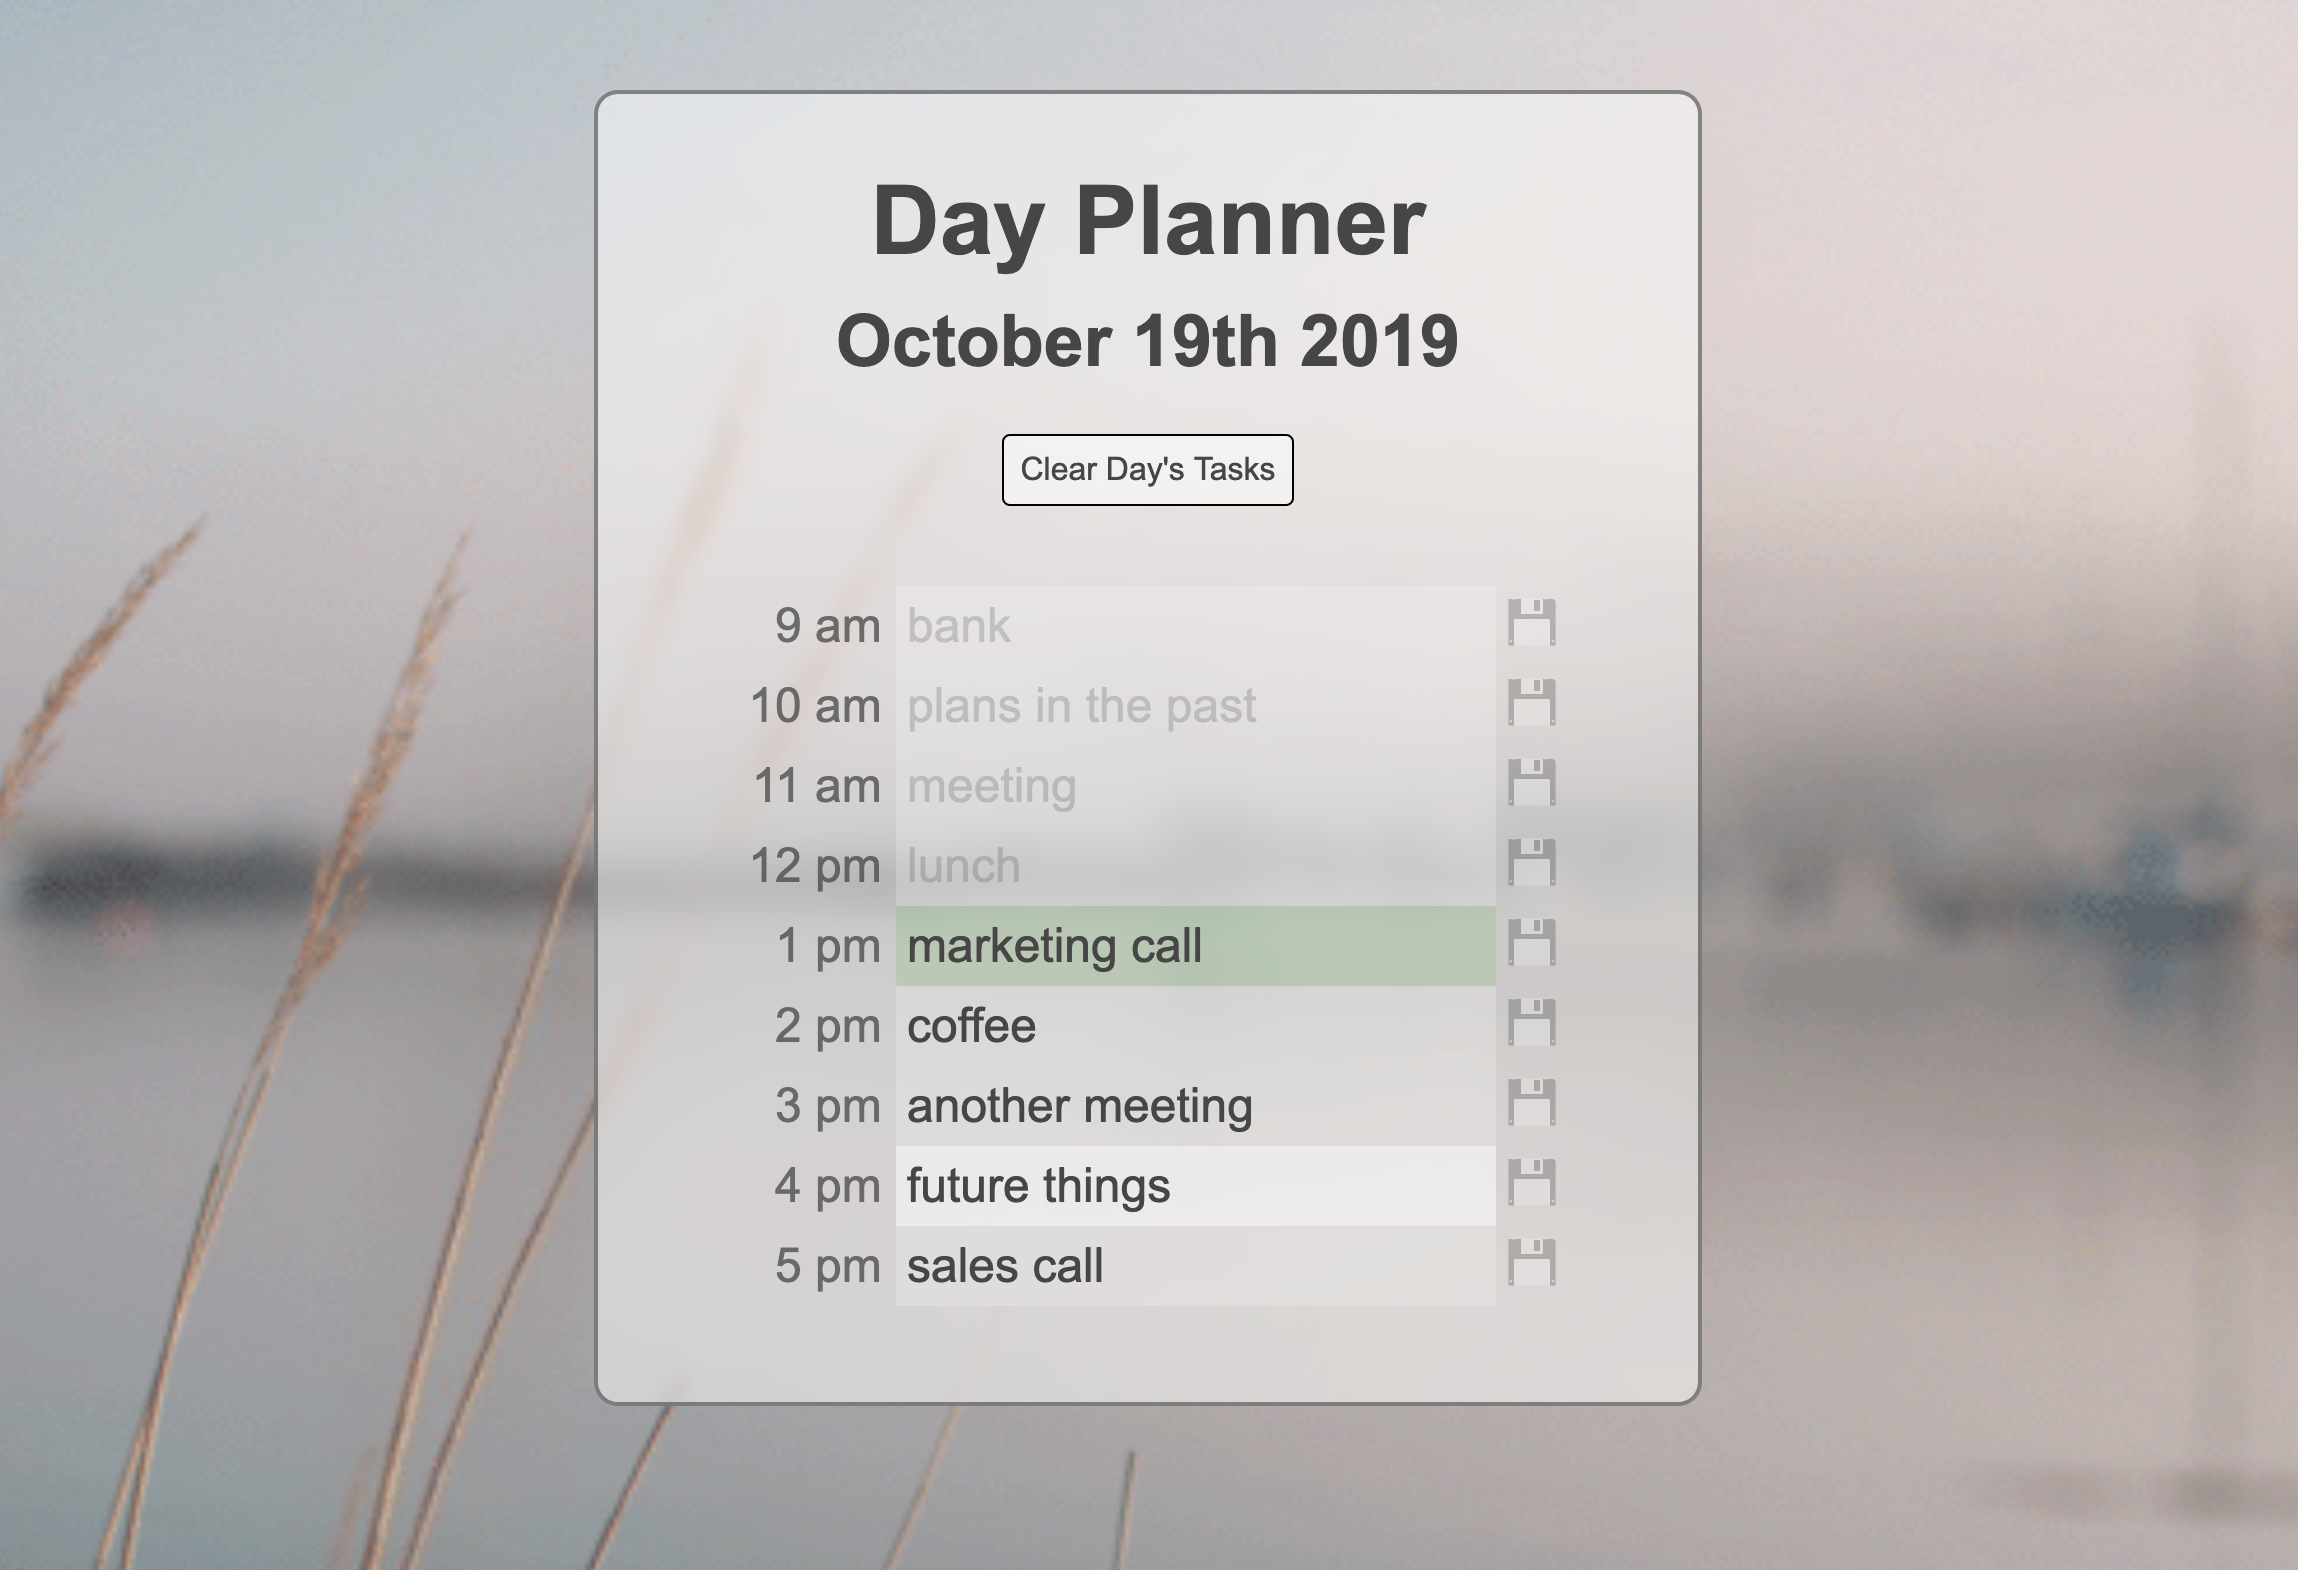 Day Planner
October 19th 2019
Clear Day's Tasks
9 am bank
10 am plans in the past
11 am meeting
12 pm lunch
1 pm marketing call
2 pm coffee
3 pm another meeting
4 pm future things
5 pm sales call